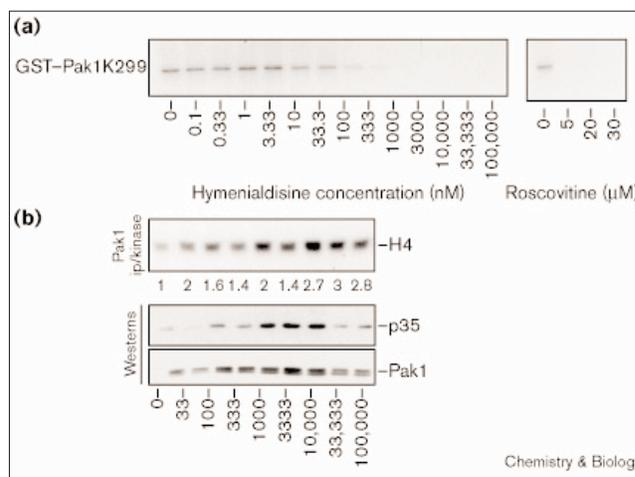 (a)
GST–Pak1K299
0–
0.1–
0.33–
1–
3.33–
10–
33.3–
100–
333–
1000–
3000–
10,000–
33,333–
100,000–
0–
5–
20–
30–
Hymenialdisine concentration (nM)
Roscovitine (μM)
(b)
Pak1
ip/kinase
–H4
1 2 1.6 1.4 2 1.4 2.7 3 2.8
Westerns
–p35
–Pak1
0–
33–
100–
333–
1000–
3333–
10,000–
33,333–
100,000–
Chemistry & Biolog